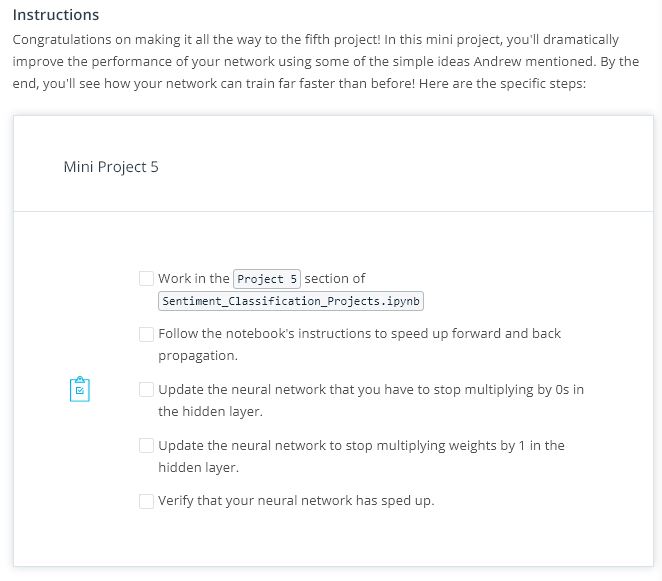 Instructions
Congratulations on making it all the way to the fifth project! In this mini project, you'll dramatically
improve the performance of your network using some of the simple ideas Andrew mentioned. By the
end, you'll see how your network can train far faster than before! Here are the specific steps:
Mini Project 5
Work in the Project 5 section of
Sentiment_Classification_Projects.ipynb
Follow the notebook's instructions to speed up forward and back
propagation.
Update the neural network that you have to stop multiplying by 0s in
the hidden layer.
Update the neural network to stop multiplying weights by 1 in the
hidden layer.
Verify that your neural network has sped up.